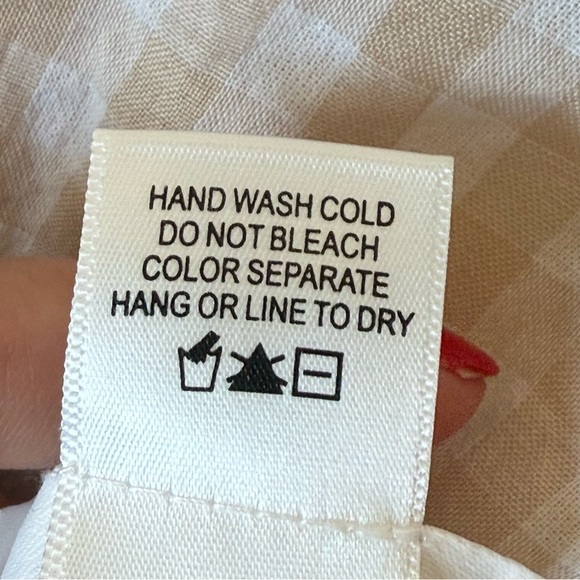 HAND WASH COLD
DO NOT BLEACH
COLOR SEPARATE
HANG OR LINE TO DRY